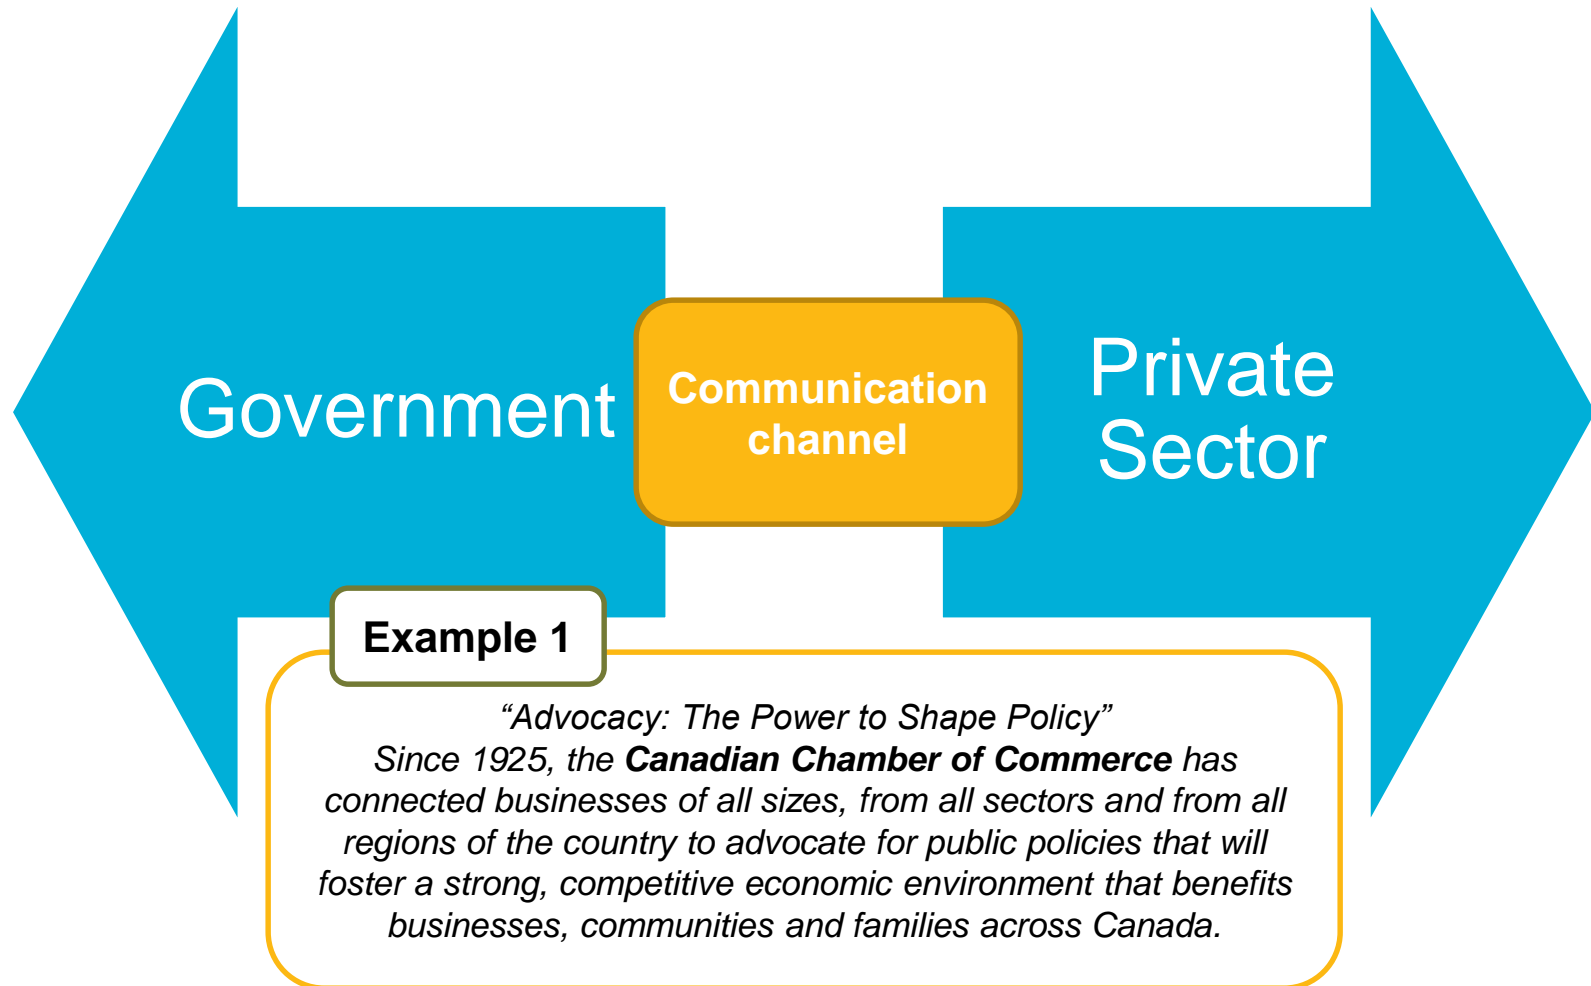 Government
Communication
channel
Private
Sector
Example 1
“Advocacy: The Power to Shape Policy”
Since 1925, the Canadian Chamber of Commerce has
connected businesses of all sizes, from all sectors and from all
regions of the country to advocate for public policies that will
foster a strong, competitive economic environment that benefits
businesses, communities and families across Canada.